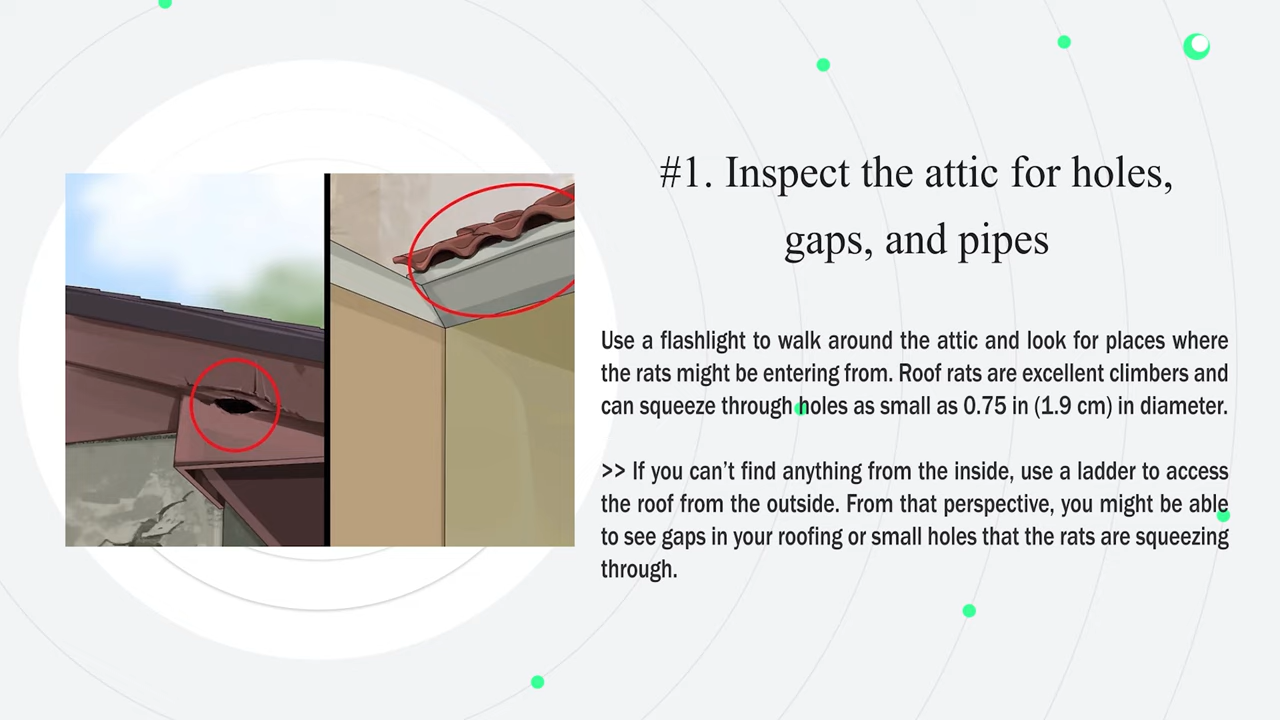 #1. Inspect the attic for holes,
gaps, and pipes
Use a flashlight to walk around the attic and look for places where
the rats might be entering from. Roof rats are excellent climbers and
can squeeze through holes as small as 0.75 in (1.9 cm) in diameter.
>> If you can’t find anything from the inside, use a ladder to access
the roof from the outside. From that perspective, you might be able
to see gaps in your roofing or small holes that the rats are squeezing
through.